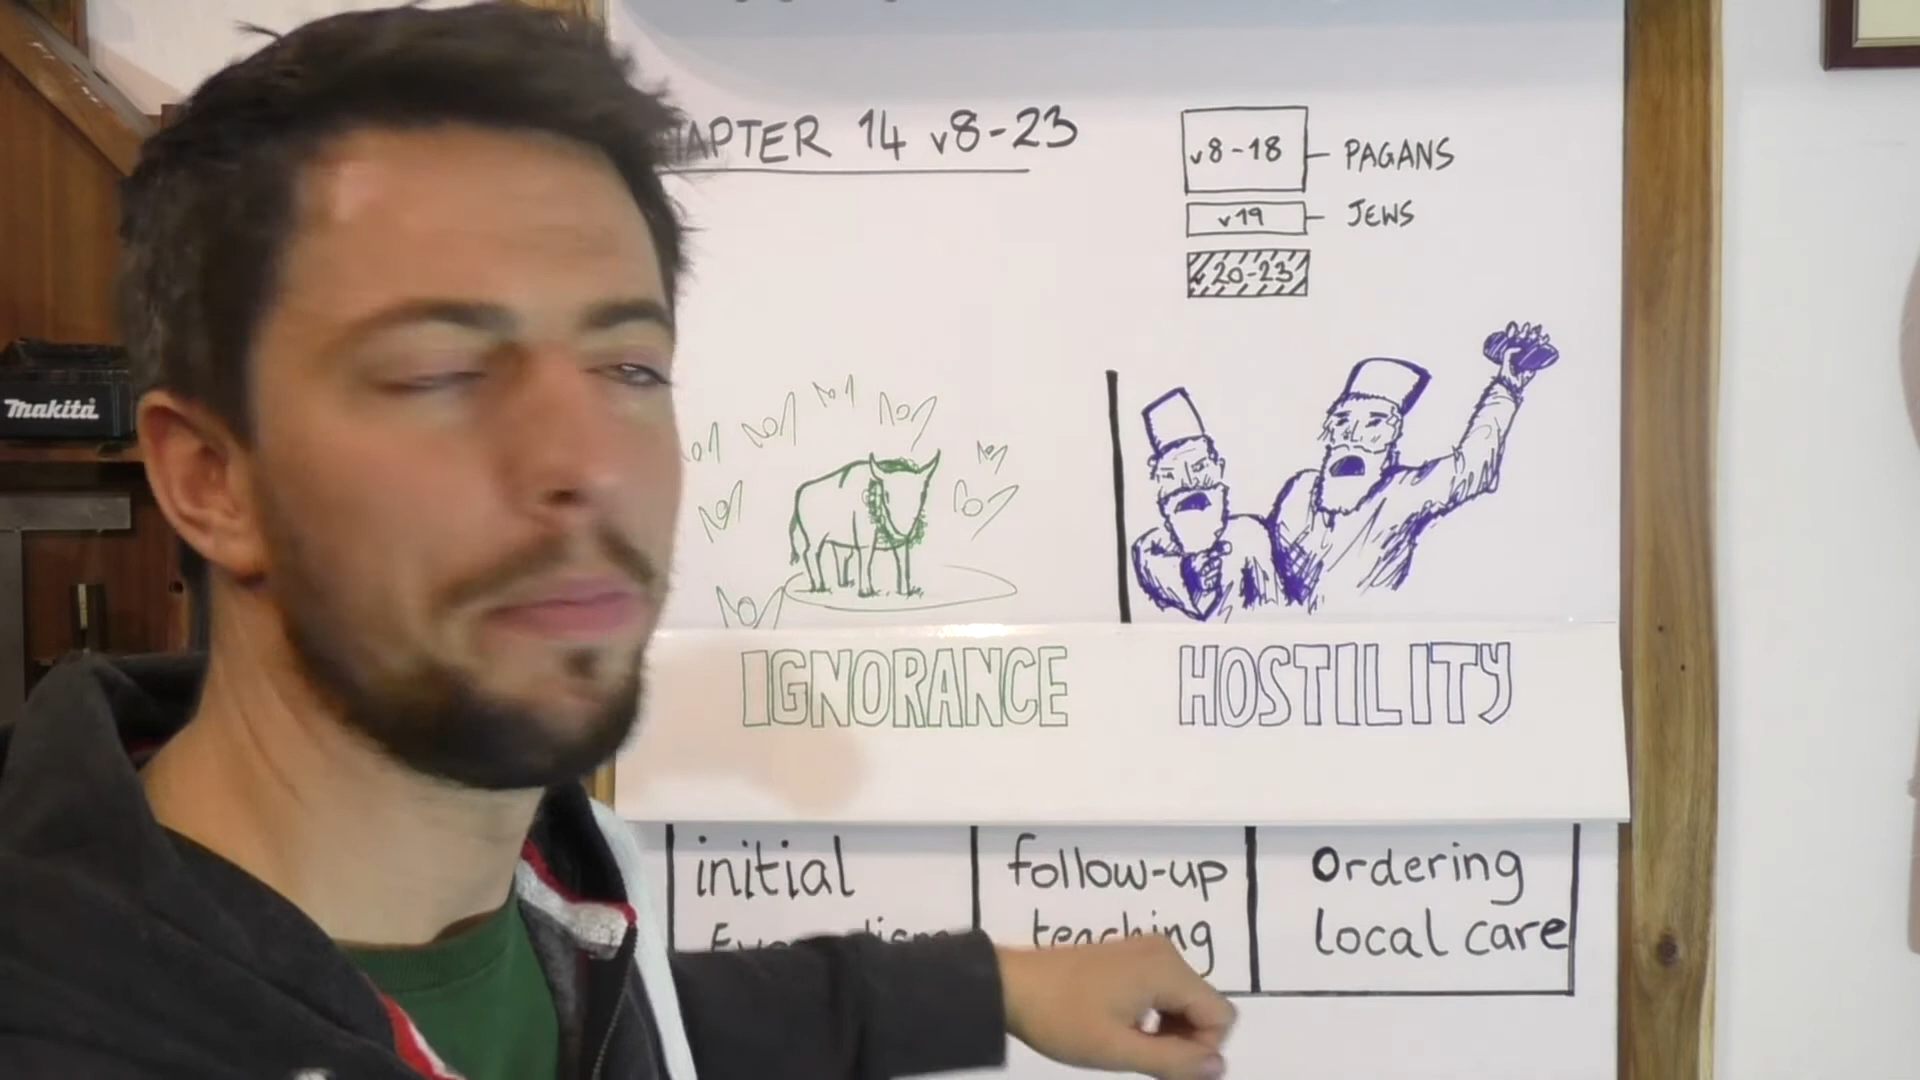 APTER 14 v8-23
v8-18 PAGANS
v19 JEWS
20-23
makita
IGNORANCE HOSTILITY
initial follow-up Ordering
teaching local care